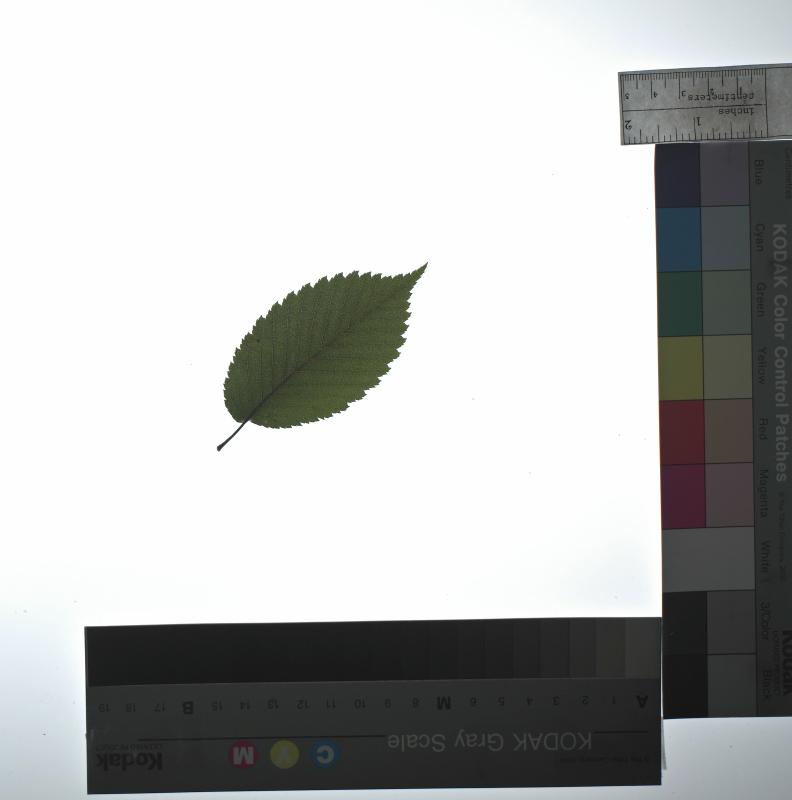 5 4 3 2 1
centimeters
inches
2 1
Blue
Cyan
Green
Yellow
Red
Magenta
White
3/Color
Black
KODAK Color Control Patches
Kodak
A 1 2 3 4 5 6 M 8 9 10 11 12 13 14 15 B 17 18 19
KODAK Gray Scale
C Y M
Kodak